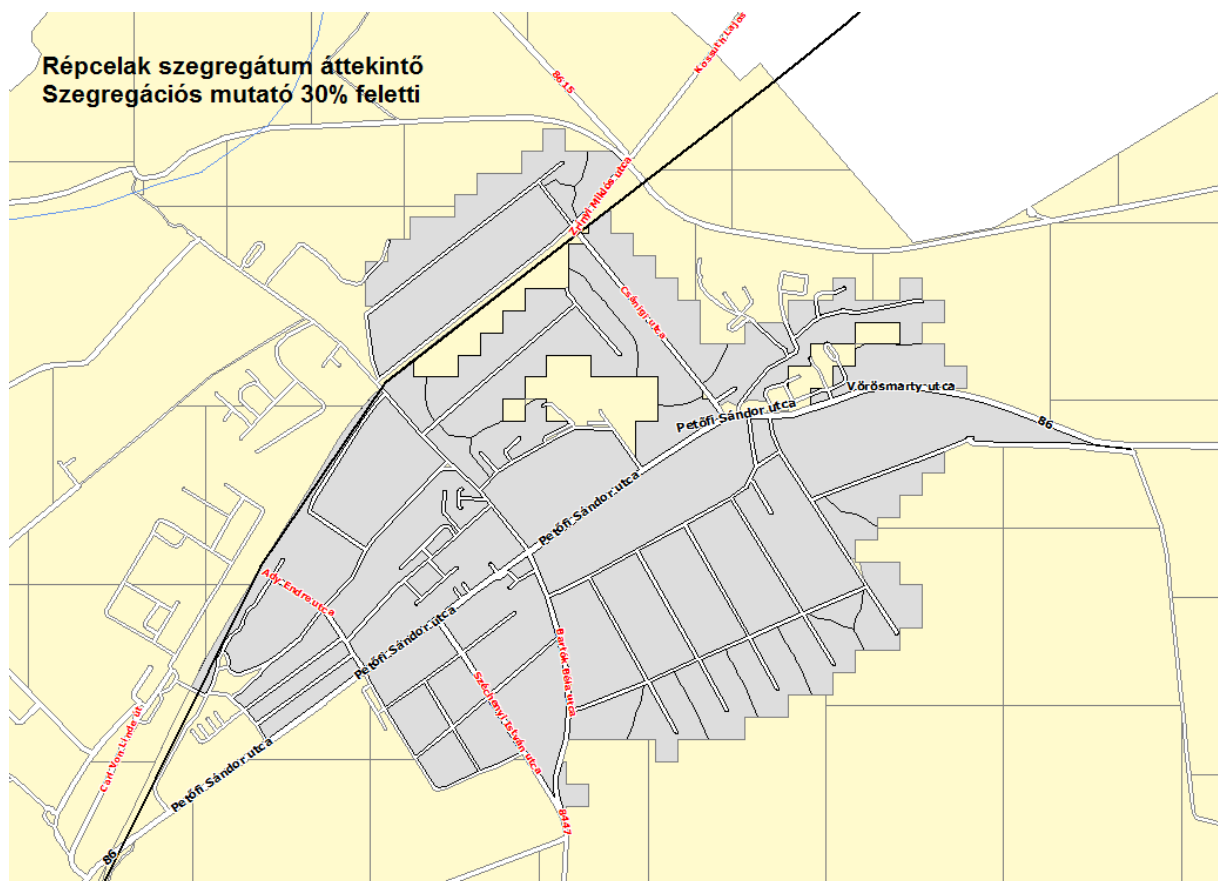 Répcelak szegregátum áttekintő
Szegregációs mutató 30% feletti
8615
Kossuth Lajos
Zrínyi Miklós utca
Csánigi utca
Vörösmarty utca
Petőfi Sándor utca
86
Petőfi Sándor utca
Ady Endre utca
Petőfi Sándor utca
Bartók Béla utca
Széchenyi István utca
Carl Von Linde út
Petőfi Sándor utca
8447
86